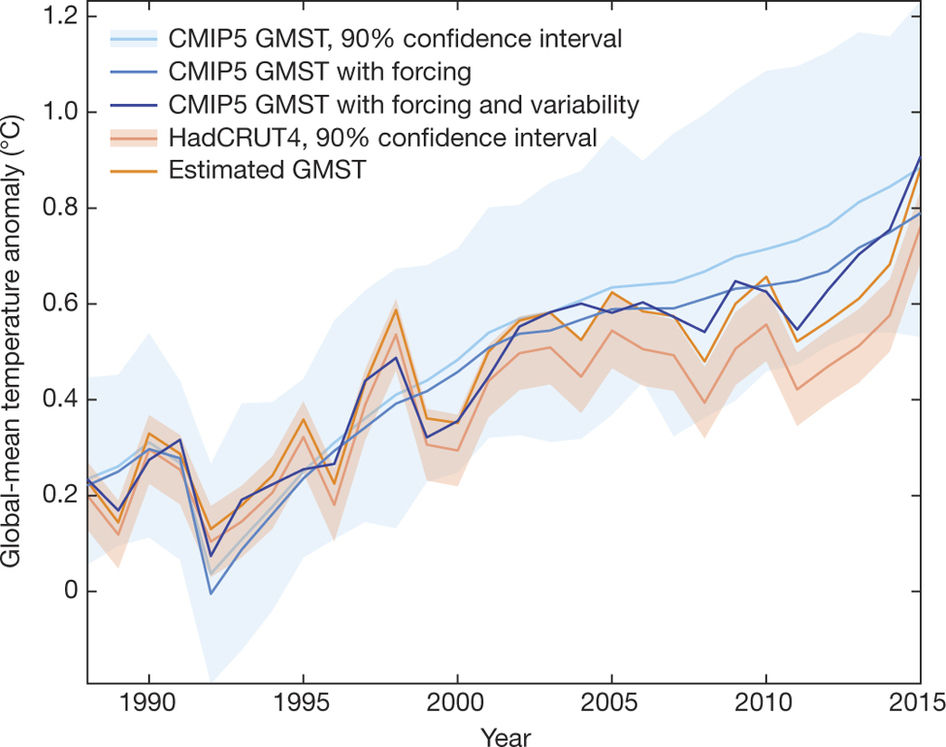 1.2
CMIP5 GMST, 90% confidence interval
CMIP5 GMST with forcing
1.0
CMIP5 GMST with forcing and variability
HadCRUT4, 90% confidence interval
Estimated GMST
0.8
0.6
0.4
0.2
0
Global-mean temperature anomaly (°C)
1990
1995
2000
2005
2010
2015
Year